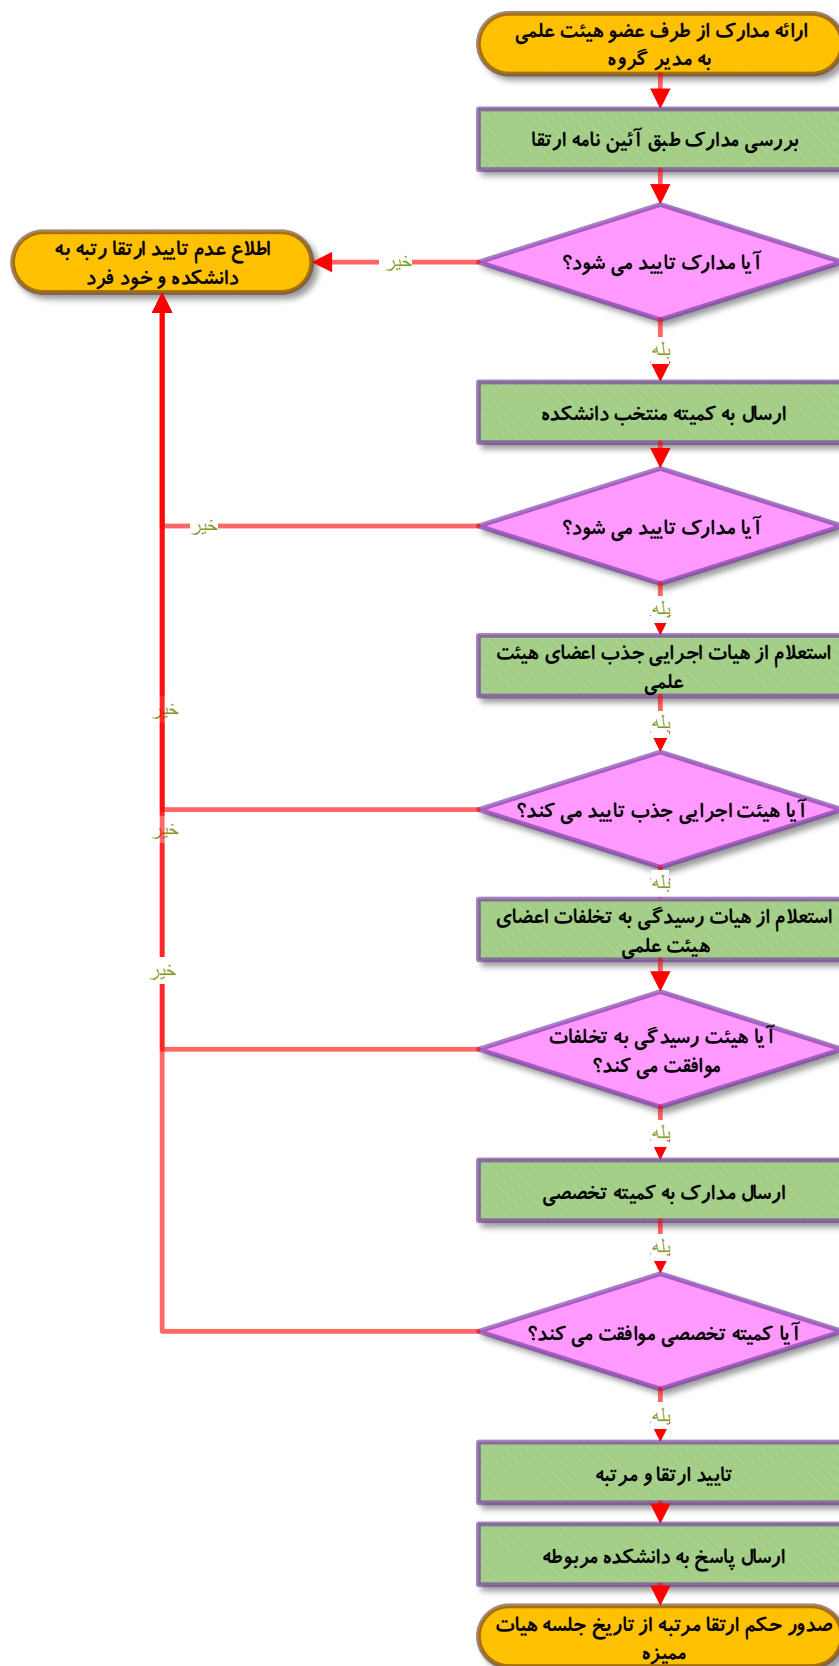 ارائه مدارک از طرف عضو هیئت علمی
به مدیر گروه
بررسی مدارک طبق آئین نامه ارتقا
آیا مدارک تایید می شود؟
خیر
اطلاع عدم تایید ارتقا رتبه به
دانشکده و خود فرد
بله
ارسال به کمیته منتخب دانشکده
آیا مدارک تایید می شود؟
خیر
بله
استعلام از هیات اجرایی جذب اعضای هیئت
علمی
خیر
بله
آیا هیئت اجرایی جذب تایید می کند؟
خیر
بله
استعلام از هیات رسیدگی به تخلفات اعضای
هیئت علمی
خیر
آیا هیئت رسیدگی به تخلفات
موافقت می کند؟
بله
ارسال مدارک به کمیته تخصصی
بله
آیا کمیته تخصصی موافقت می کند؟
بله
تایید ارتقا و مرتبه
ارسال پاسخ به دانشکده مربوطه
صدور حکم ارتقا مرتبه از تاریخ جلسه هیات
ممیزه